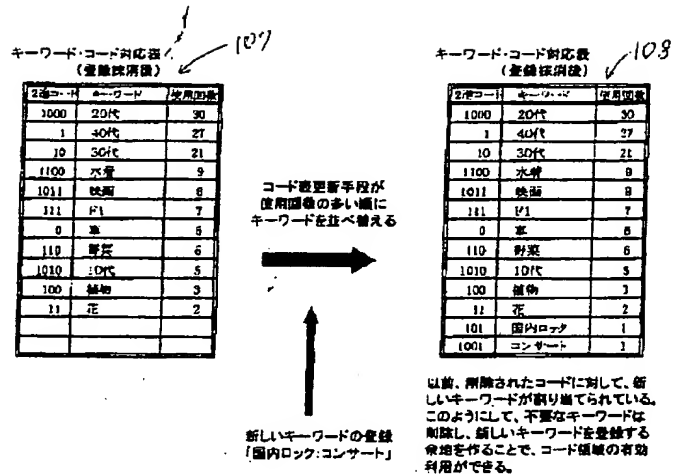 107
キーワード・コード対応表
(登録抹消後)
2進コード キーワード 使用回数
1000 20代 30
1 40代 27
10 30代 21
1100 水着 9
1011 映画 8
111 F1 7
0 車 6
110 野菜 6
1010 10代 5
100 植物 3
11 花 2
コード表更新手段が
使用回数の多い順に
キーワードを並べ替える
新しいキーワードの登録
「国内ロック:コンサート」
108
キーワード・コード対応表
(登録抹消後)
2進コード キーワード 使用回数
1000 20代 30
1 40代 27
10 30代 21
1100 水着 9
1011 映画 8
111 F1 7
0 車 6
110 野菜 6
1010 10代 5
100 植物 3
11 花 2
101 国内ロック 1
1001 コンサート 1
以前、削除されたコードに対して、新
しいキーワードが割り当てられている。
このようにして、不要なキーワードは
削除し、新しいキーワードを登録する
余地を作ることで、コード領域の有効
利用ができる。